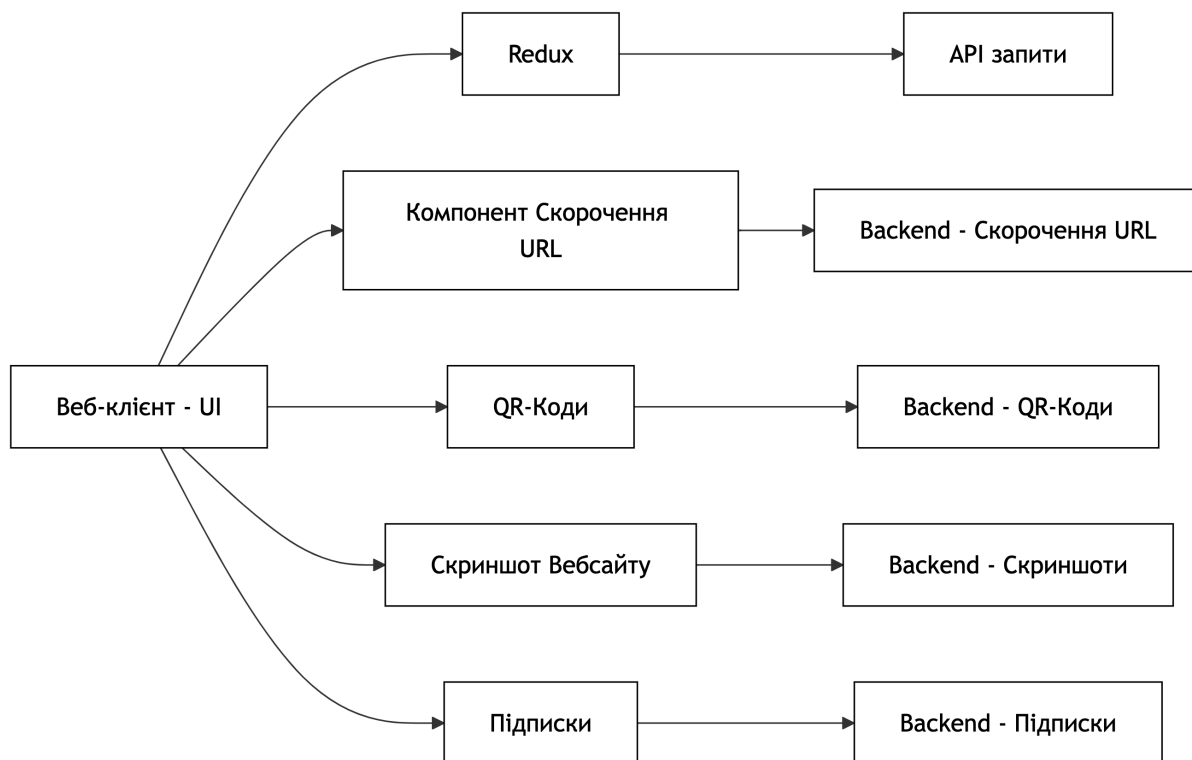 Redux
API запити
Компонент Скорочення
URL
Backend - Скорочення URL
Веб-клієнт - UI
QR-Коди
Backend - QR-Коди
Скриншот Вебсайту
Backend - Скриншоти
Підписки
Backend - Підписки